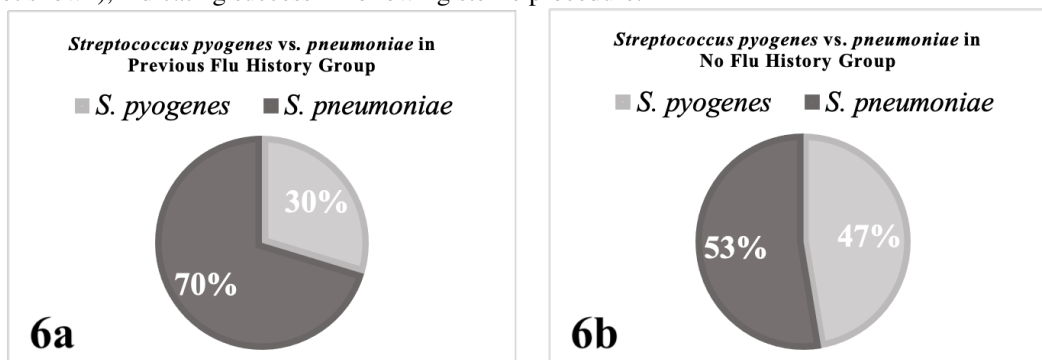 Streptococcus pyogenes vs. pneumoniae in
Previous Flu History Group
S. pyogenes S. pneumoniae
30%
70%
6a
Streptococcus pyogenes vs. pneumoniae in
No Flu History Group
S. pyogenes S. pneumoniae
53% 47%
6b